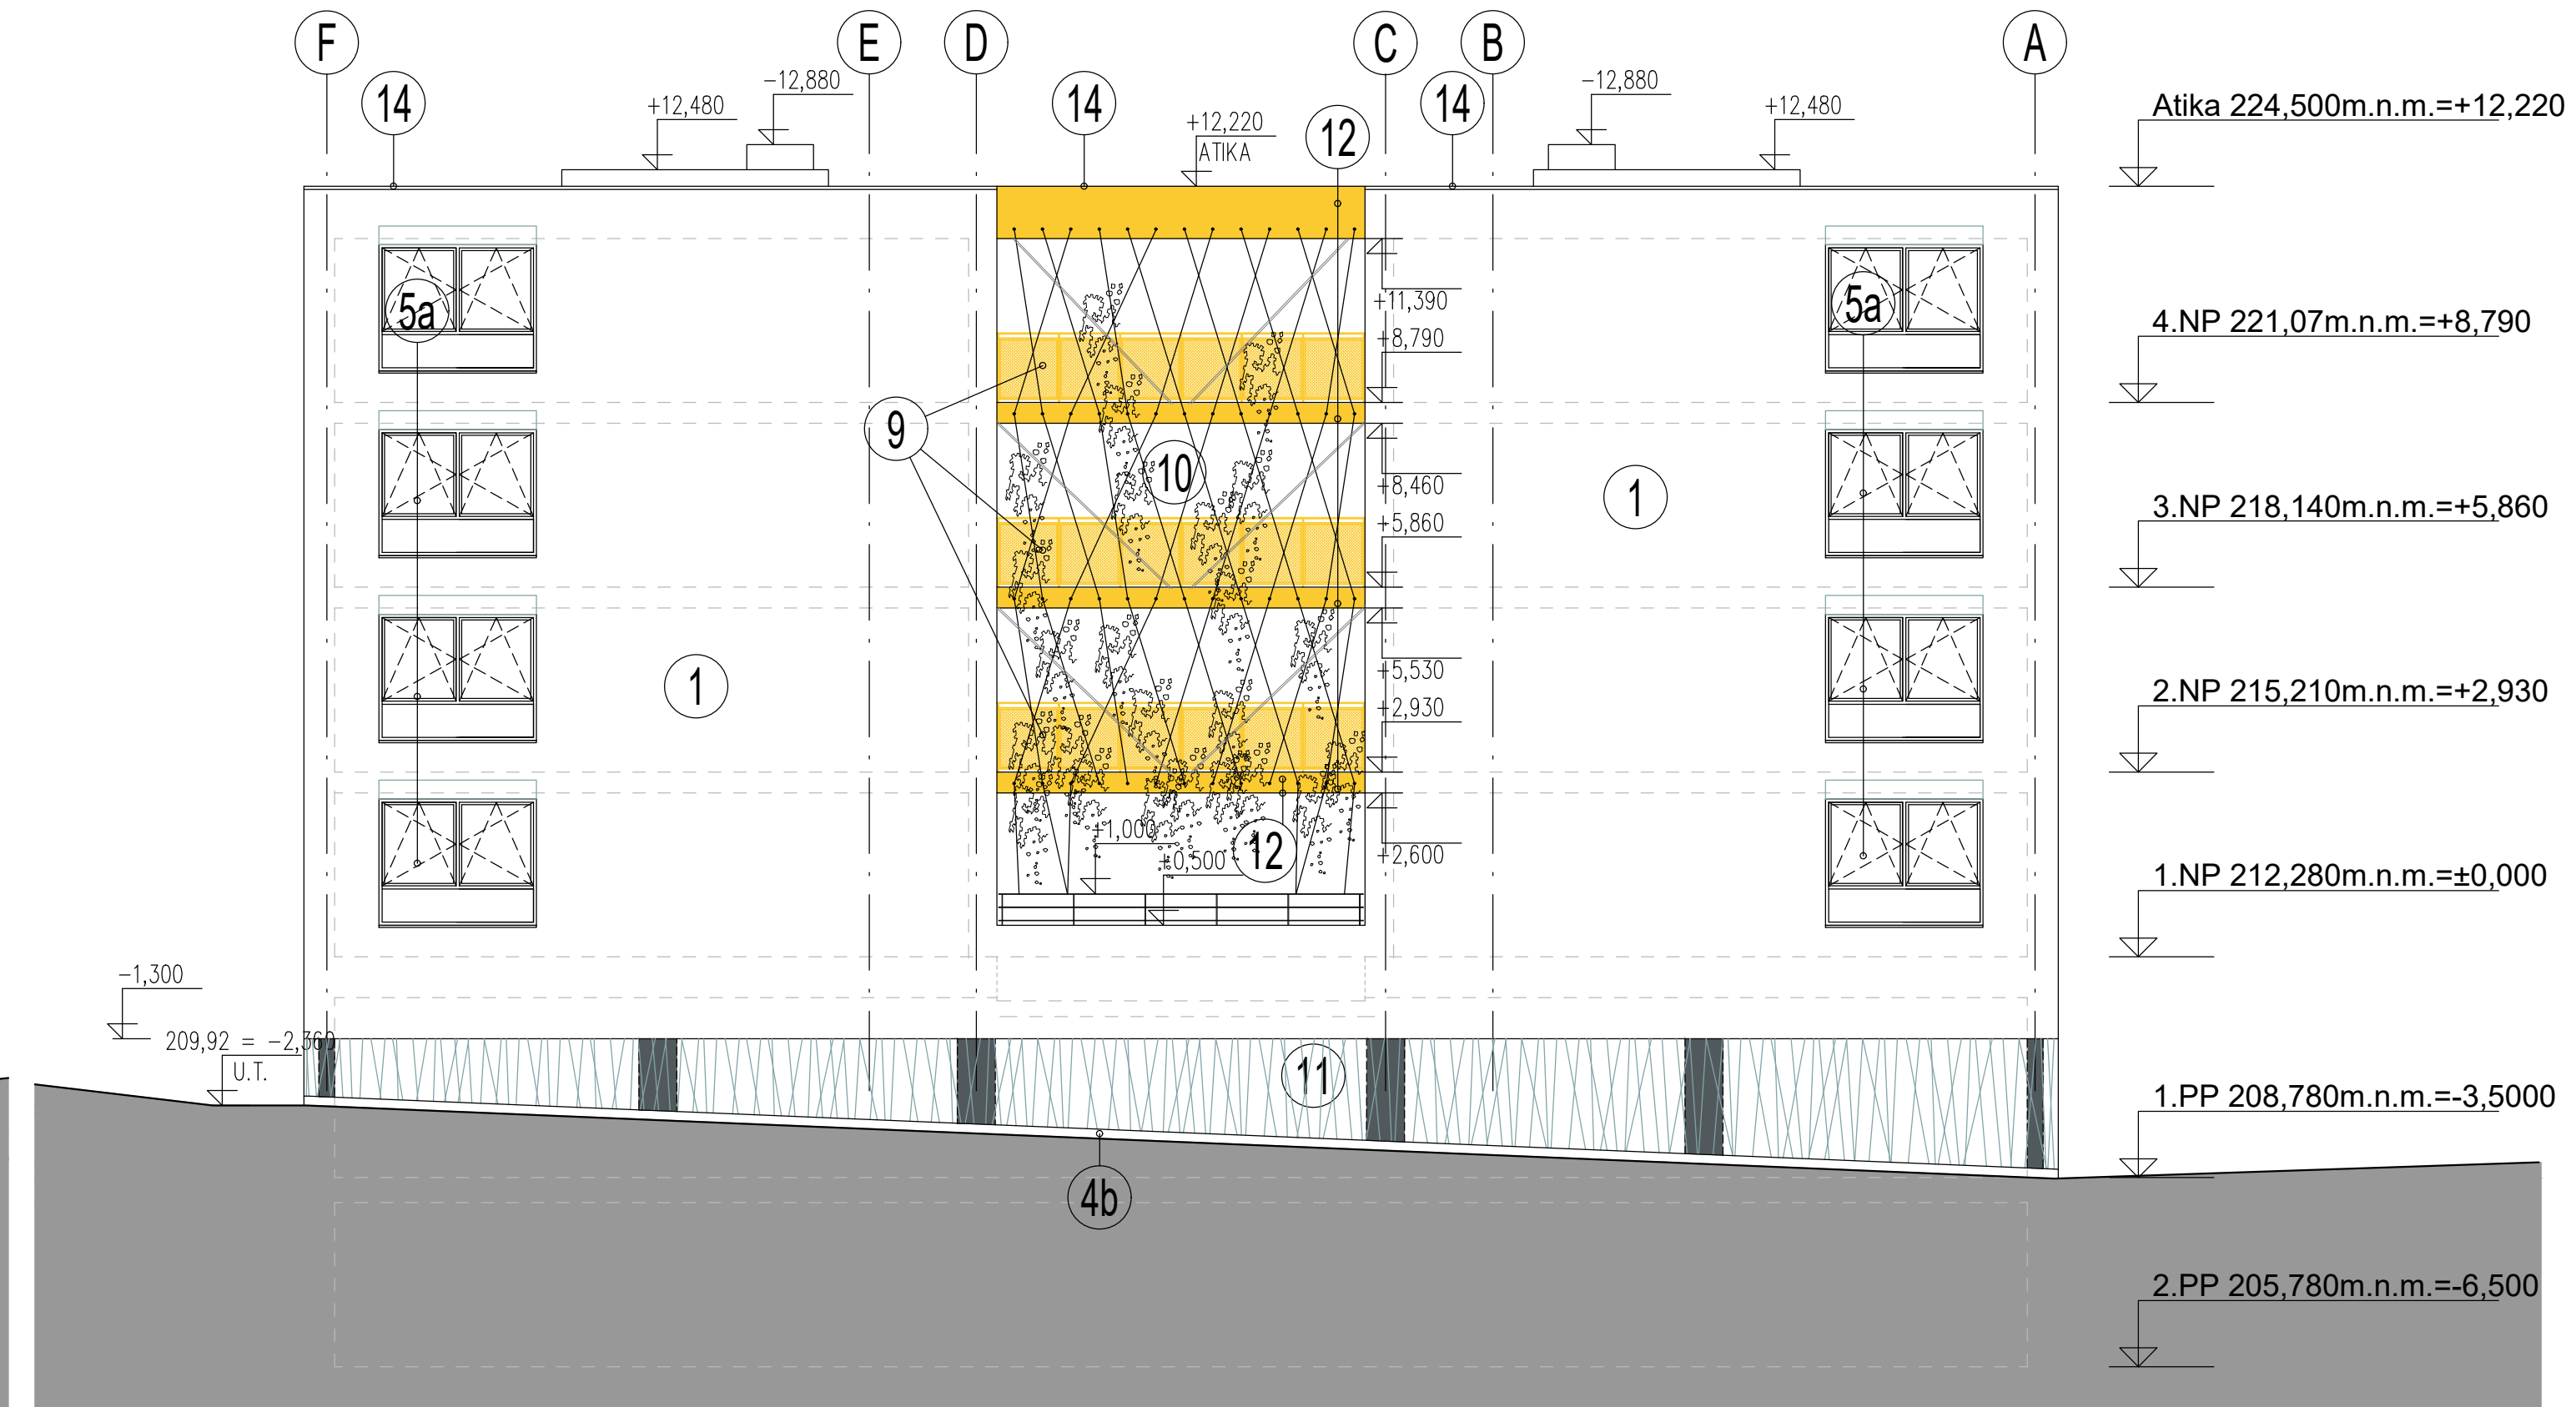 F
E
D
C
B
A
14
-12,880
+12,480
14
+12,220
ATIKA
12
14
-12,880
+12,480
Atika 224,500m.n.m.=+12,220
5a
5a
+11,390
+8,790
4.NP 221,07m.n.m.=+8,790
9
10
1
+8,460
+5,860
3.NP 218,140m.n.m.=+5,860
1
+5,530
+2,930
2.NP 215,210m.n.m.=+2,930
+1,000
+0,500
12
+2,600
1.NP 212,280m.n.m.=±0,000
-1,300
209,92 = -2,360
U.T.
11
1.PP 208,780m.n.m.=-3,5000
4b
2.PP 205,780m.n.m.=-6,500